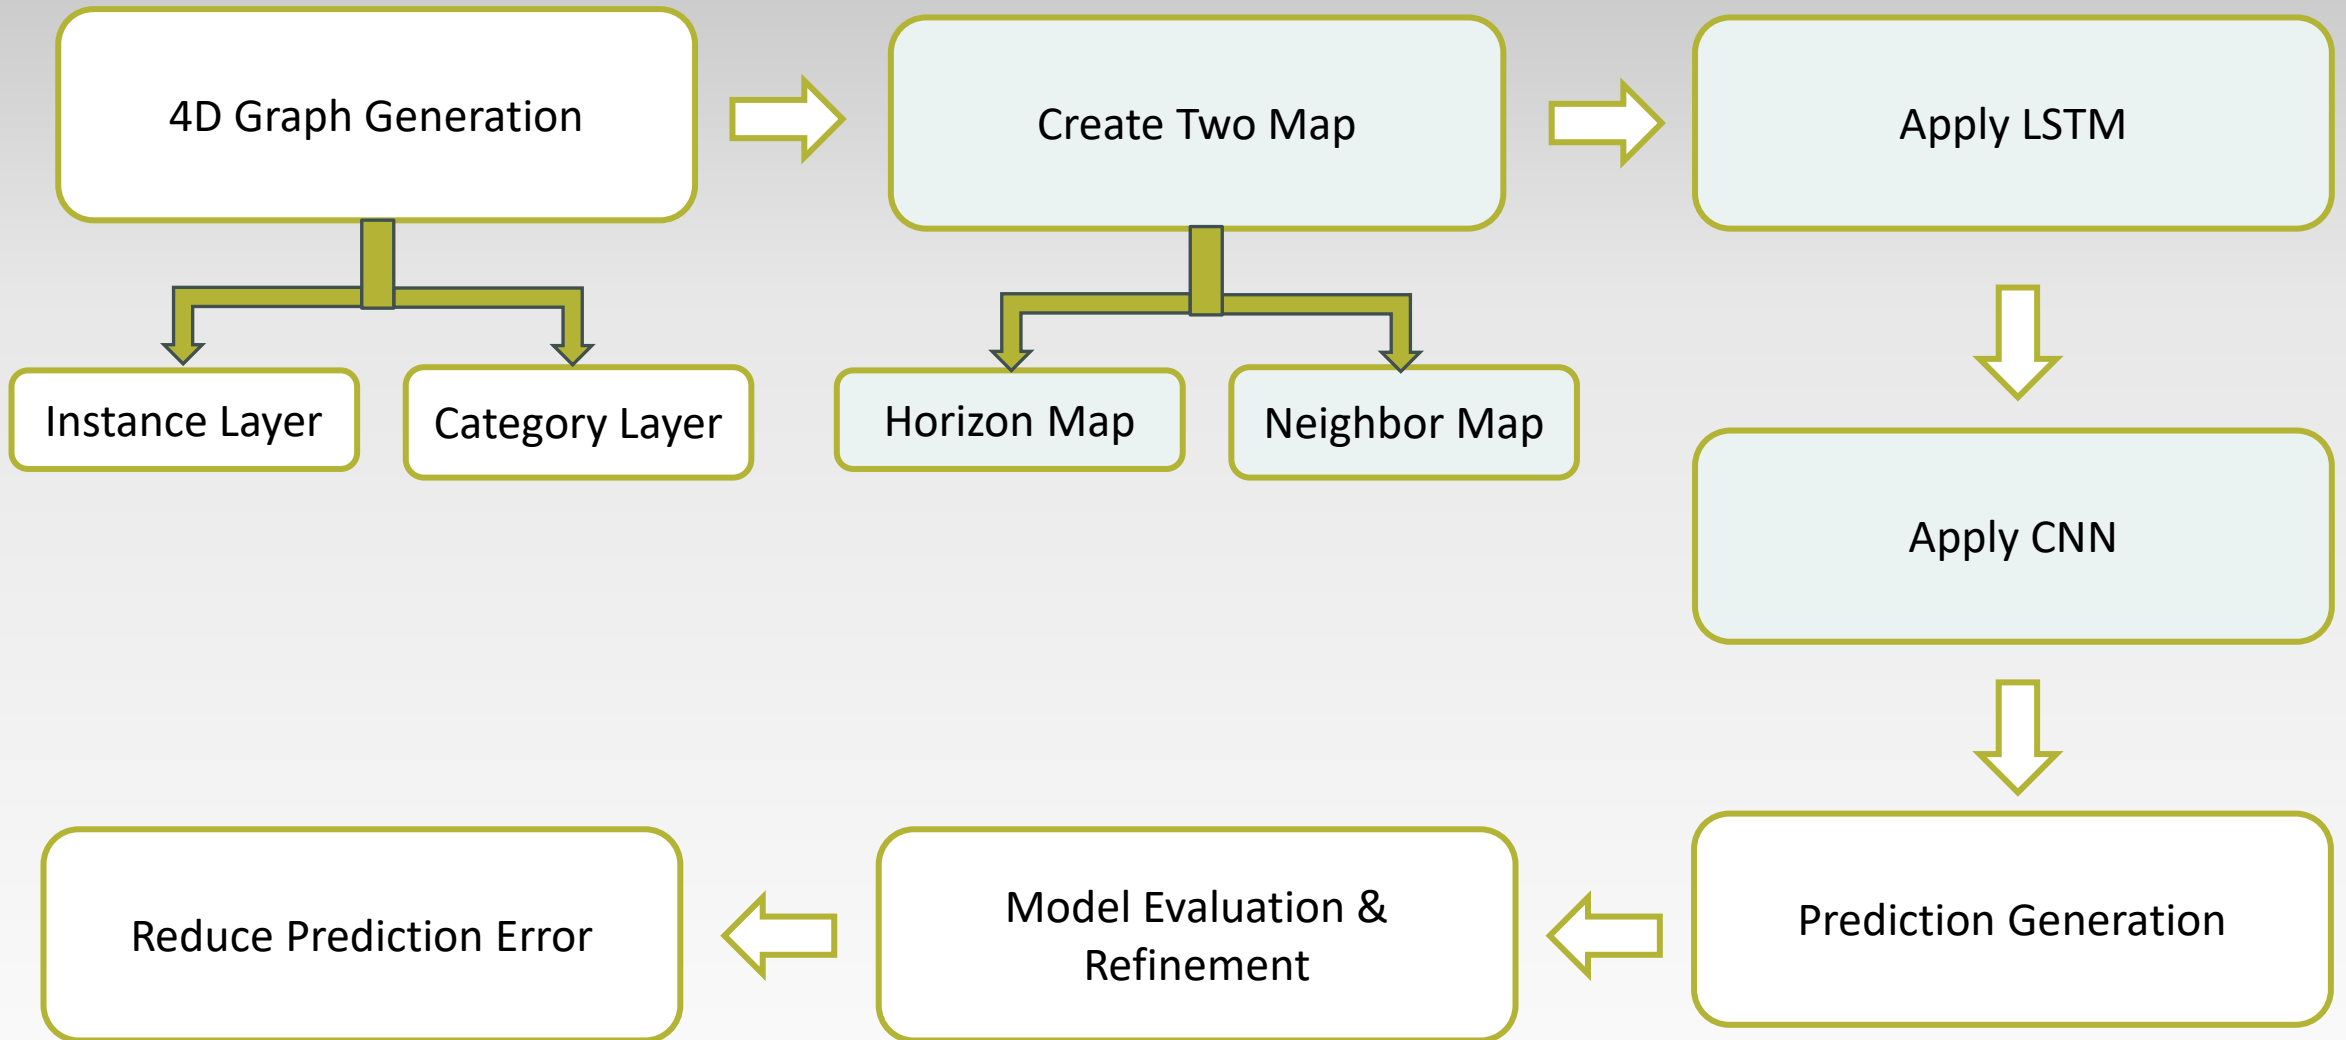 4D Graph Generation
Create Two Map
Apply LSTM
Instance Layer
Category Layer
Horizon Map
Neighbor Map
Apply CNN
Prediction Generation
Model Evaluation &
Refinement
Reduce Prediction Error